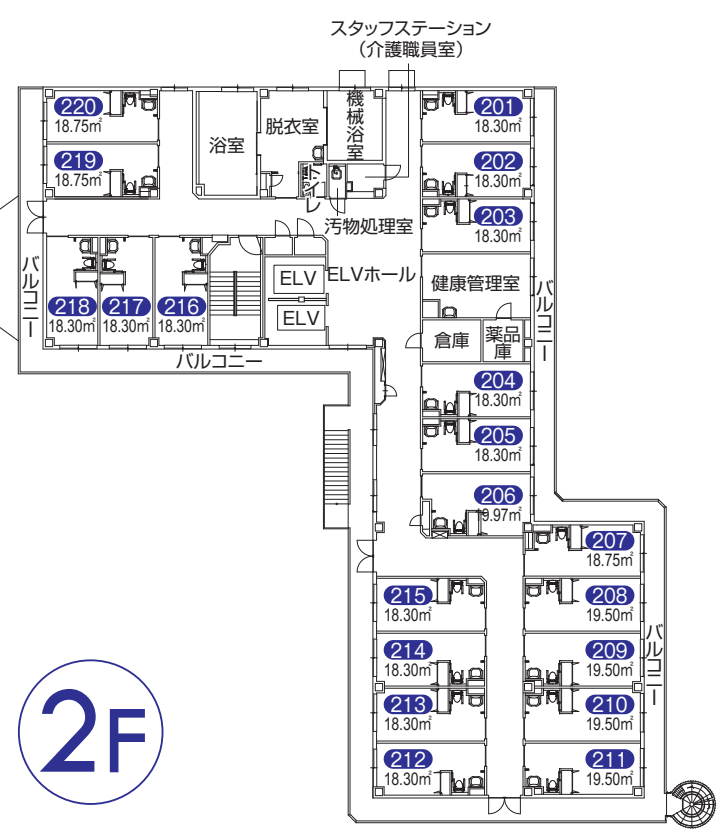 スタッフステーション
(介護職員室)
220
18.75㎡
219
18.75㎡
浴室
脱衣室
機械浴室
トイレ
汚物処理室
201
18.30㎡
202
18.30㎡
203
18.30㎡
バルコニー
218
18.30㎡
217
18.30㎡
216
18.30㎡
ELV
ELV
ELVホール
健康管理室
倉庫
薬品庫
バルコニー
バルコニー
204
18.30㎡
205
18.30㎡
206
19.97㎡
207
18.75㎡
215
18.30㎡
208
19.50㎡
214
18.30㎡
209
19.50㎡
バルコニー
213
18.30㎡
210
19.50㎡
212
18.30㎡
211
19.50㎡
2F